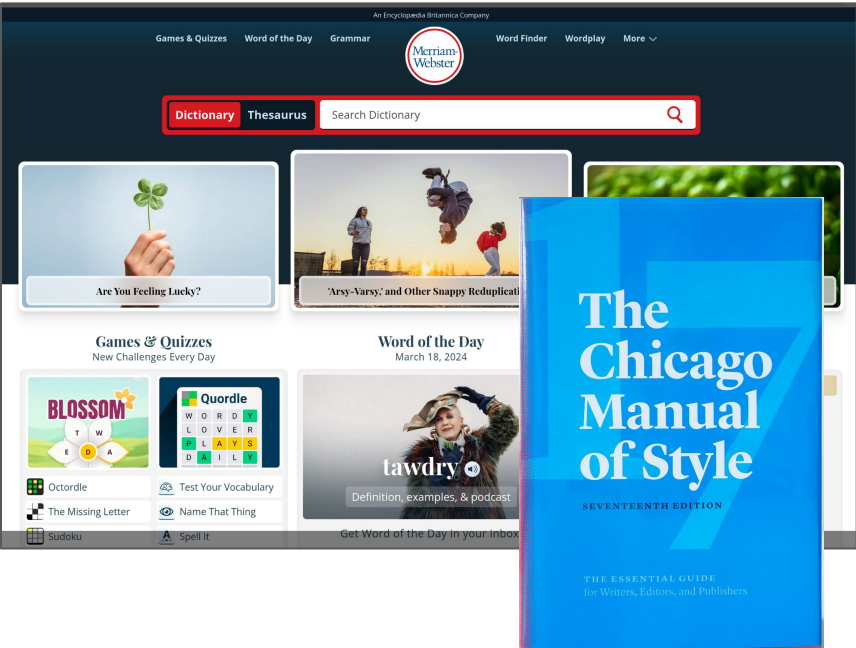 An Encyclopædia Britannica Company
Games & Quizzes
Word of the Day
Grammar
Merriam-
Webster
Word Finder
Wordplay
More
Dictionary
Thesaurus
Search Dictionary
Are You Feeling Lucky?
'Arsy-Varsy,' and Other Snappy
Games & Quizzes
New Challenges Every Day
Word of the Day
March 18, 2024
BLOSSOM
T W
E D A
Quordle
W O R D Y
L O V E R
P L A Y S
D A I L Y
Octordle
Test Your Vocabulary
The Missing Letter
Name That Thing
Sudoku
Spell It
tawdry
Definition, examples, & podcast
Get Word of the Day in your inbox
17
The
Chicago
Manual
of Style
SEVENTEENTH EDITION
THE ESSENTIAL GUIDE
for Writers, Editors, and Publishers